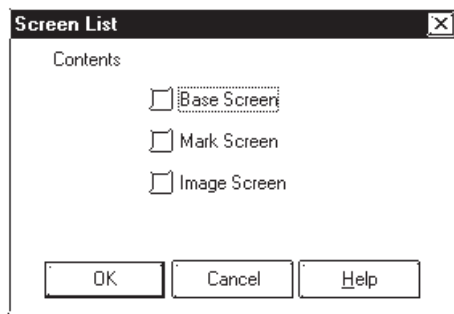 Screen List
Contents
Base Screen
Mark Screen
Image Screen
OK Cancel Help